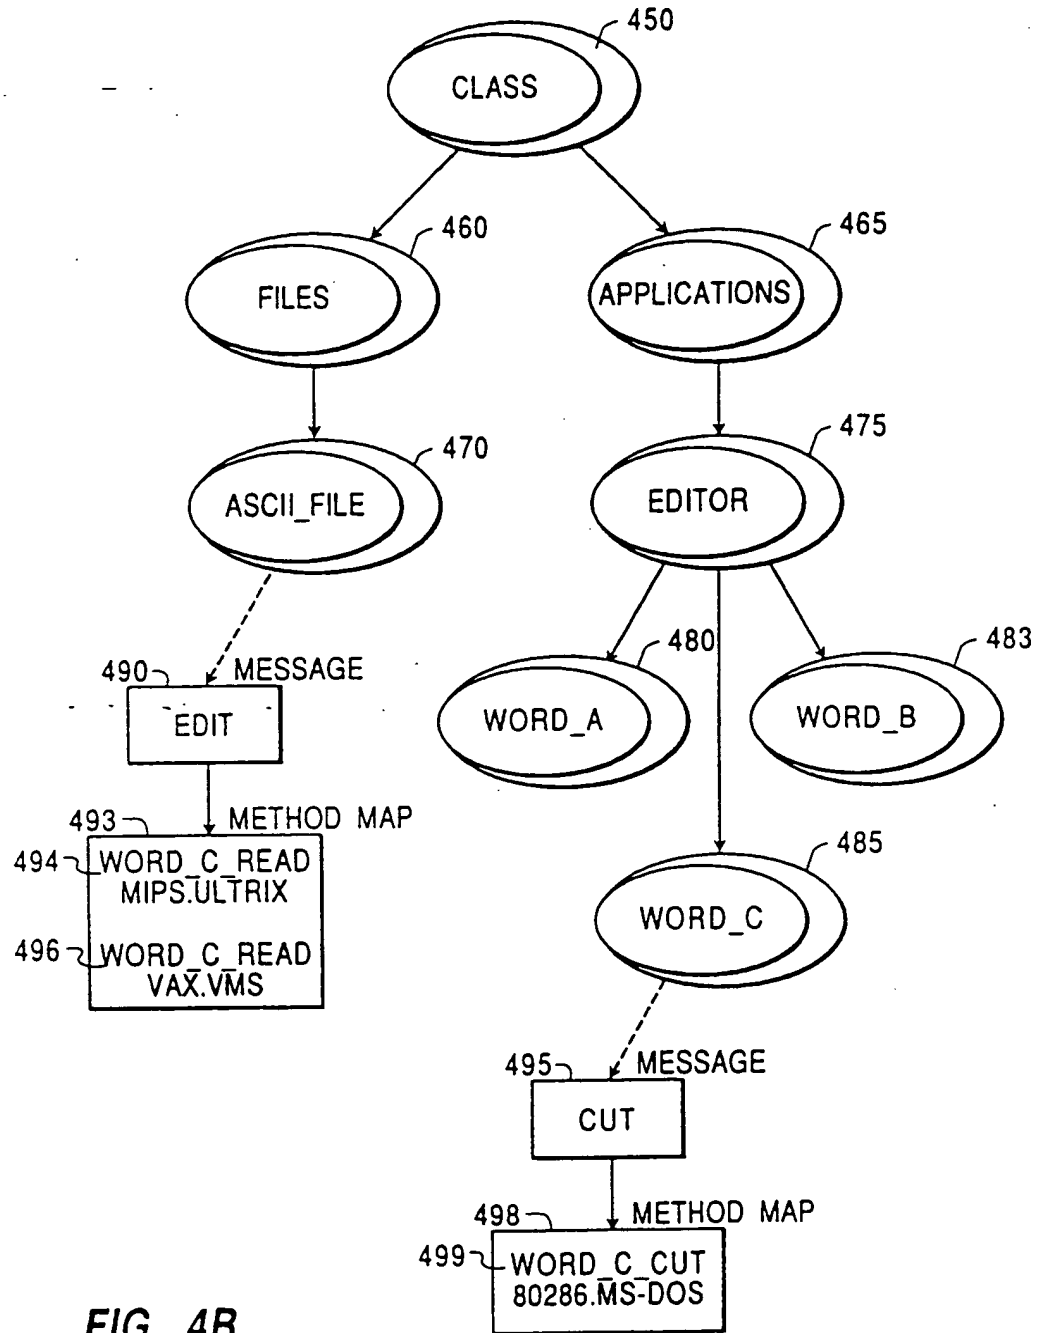 450
CLASS
460
FILES
465
APPLICATIONS
470
ASCII_FILE
475
EDITOR
490 MESSAGE
EDIT
480
WORD_A
483
WORD_B
493 METHOD MAP
494 WORD_C_READ
MIPS.ULTRIX
496 WORD_C_READ
VAX.VMS
485
WORD_C
495 MESSAGE
CUT
498 METHOD MAP
499 WORD_C_CUT
80286.MS-DOS
FIG. 4B